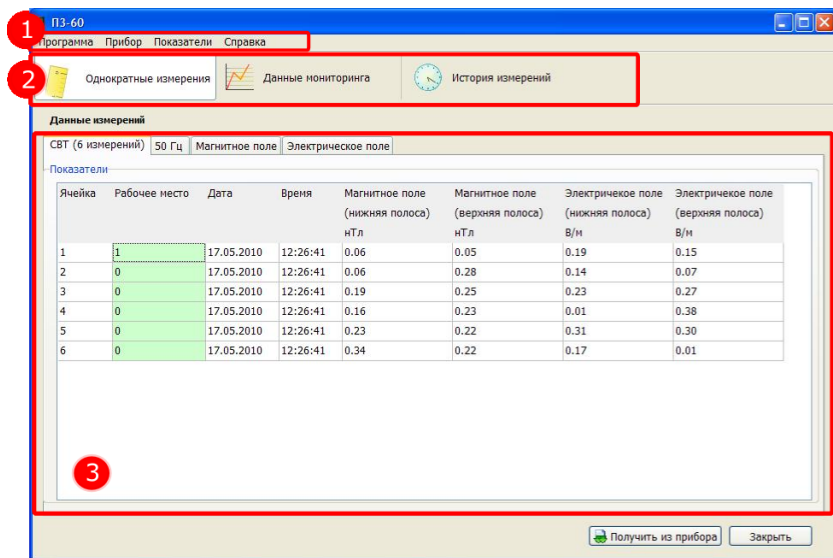 ПЗ-60
1
Программа Прибор Показатели Справка
2
Однократные измерения Данные мониторинга История измерений
Данные измерений
СВТ (6 измерений) 50 Гц Магнитное поле Электрическое поле
Показатели
Ячейка Рабочее место Дата Время Магнитное поле Магнитное поле Электричекое поле Электричекое поле
(нижняя полоса) (верхняя полоса) (нижняя полоса) (верхняя полоса)
нТл нТл В/м В/м
1 1 17.05.2010 12:26:41 0.06 0.05 0.19 0.15
2 0 17.05.2010 12:26:41 0.06 0.28 0.14 0.07
3 0 17.05.2010 12:26:41 0.19 0.25 0.23 0.27
4 0 17.05.2010 12:26:41 0.16 0.23 0.01 0.38
5 0 17.05.2010 12:26:41 0.23 0.22 0.31 0.30
6 0 17.05.2010 12:26:41 0.34 0.22 0.17 0.01
3
Получить из прибора Закрыть